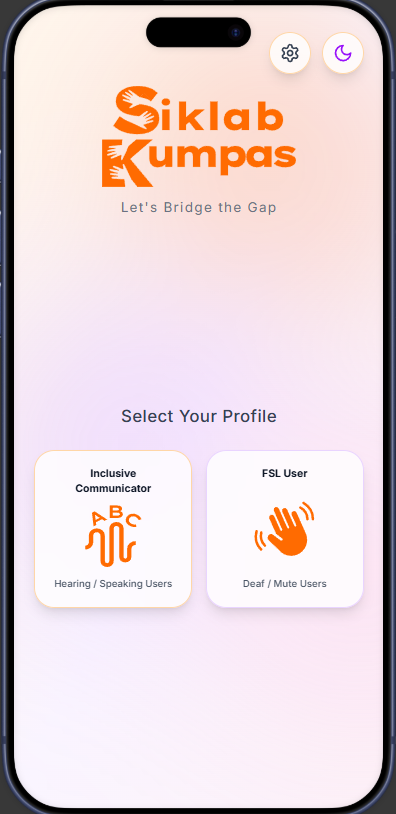 Siklab
Kumpas
Let's Bridge the Gap
Select Your Profile
Inclusive
Communicator
ABC
Hearing / Speaking Users
FSL User
Deaf / Mute Users